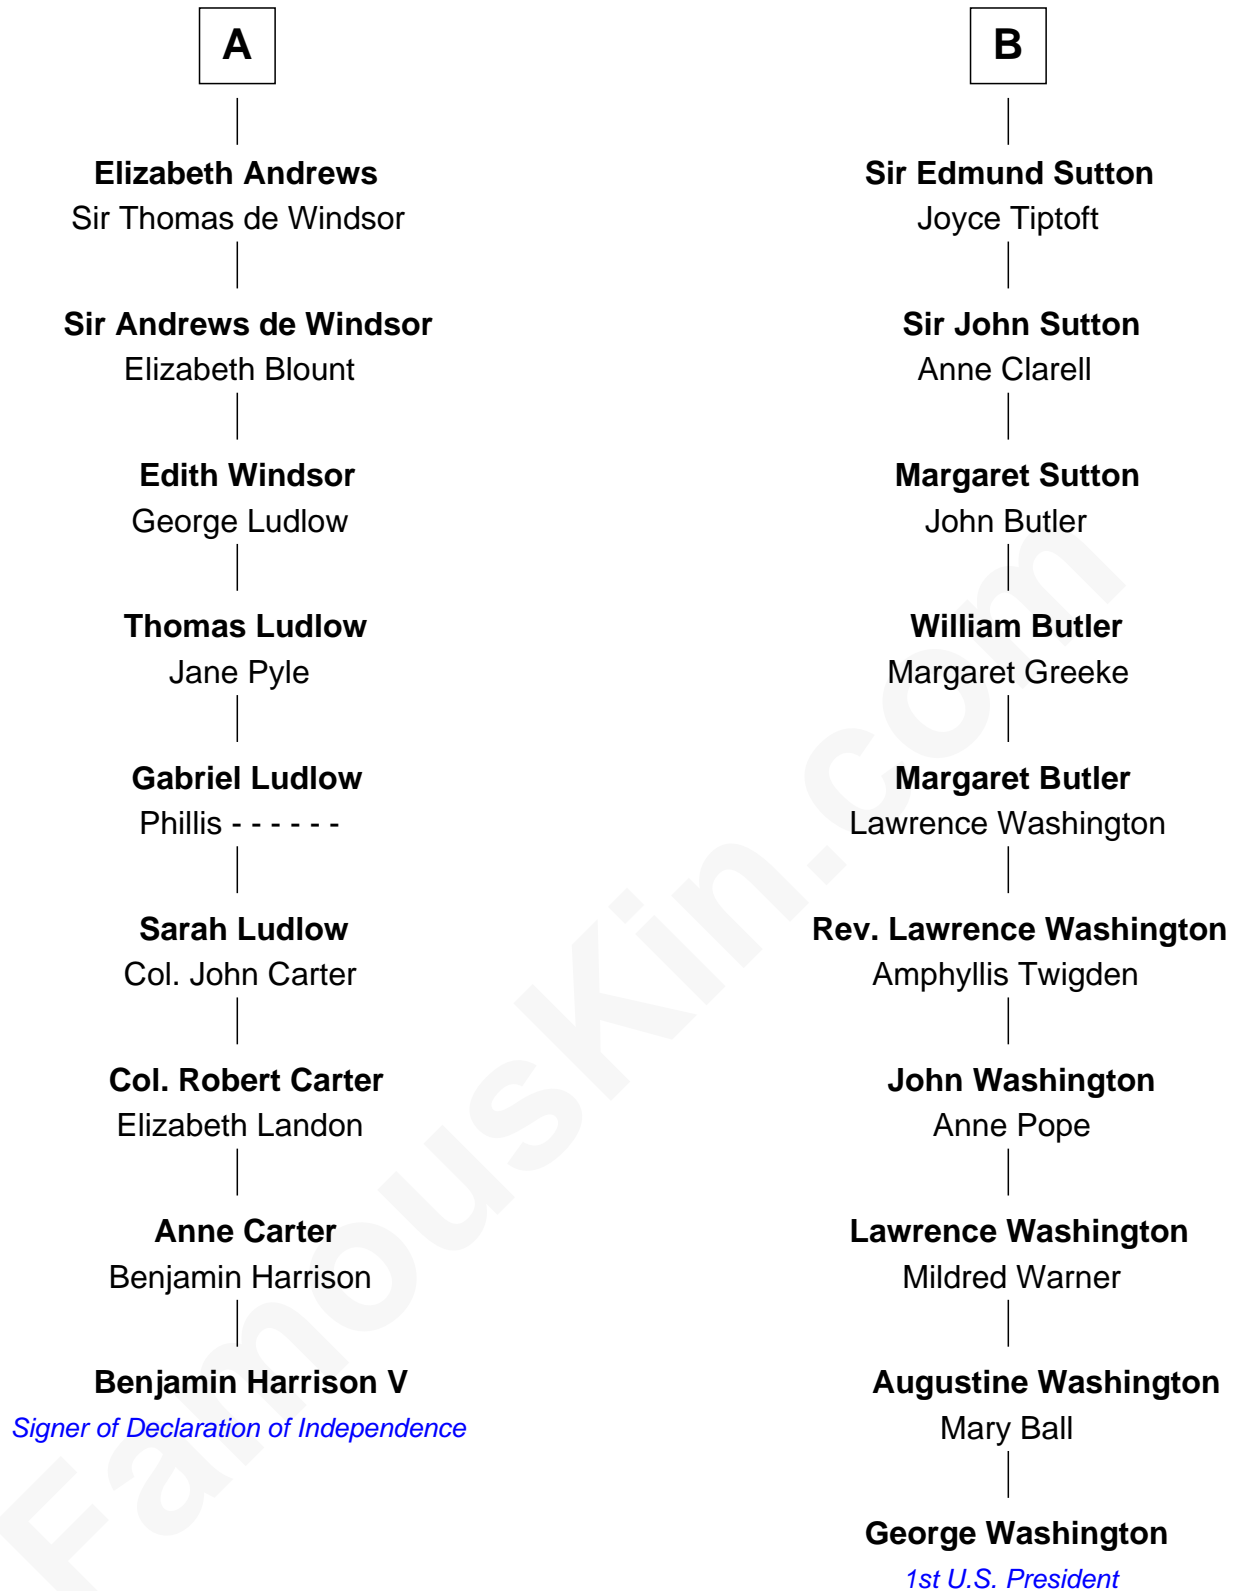 A
Elizabeth Andrews
Sir Thomas de Windsor
Sir Andrews de Windsor
Elizabeth Blount
Edith Windsor
George Ludlow
Thomas Ludlow
Jane Pyle
Gabriel Ludlow
Phillis - - - - - -
Sarah Ludlow
Col. John Carter
Col. Robert Carter
Elizabeth Landon
Anne Carter
Benjamin Harrison
Benjamin Harrison V
Signer of Declaration of Independence
B
Sir Edmund Sutton
Joyce Tiptoft
Sir John Sutton
Anne Clarell
Margaret Sutton
John Butler
William Butler
Margaret Greeke
Margaret Butler
Lawrence Washington
Rev. Lawrence Washington
Amphyllis Twigden
John Washington
Anne Pope
Lawrence Washington
Mildred Warner
Augustine Washington
Mary Ball
George Washington
1st U.S. President
FamousKin.com